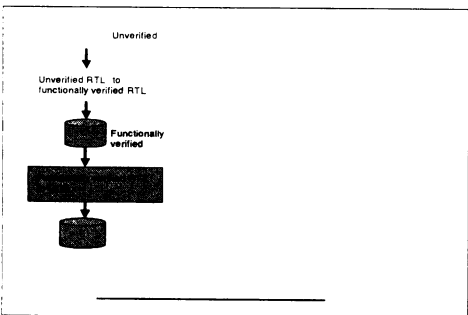 Unverified
Unverified RTL to
functionally verified RTL
Functionally
verified